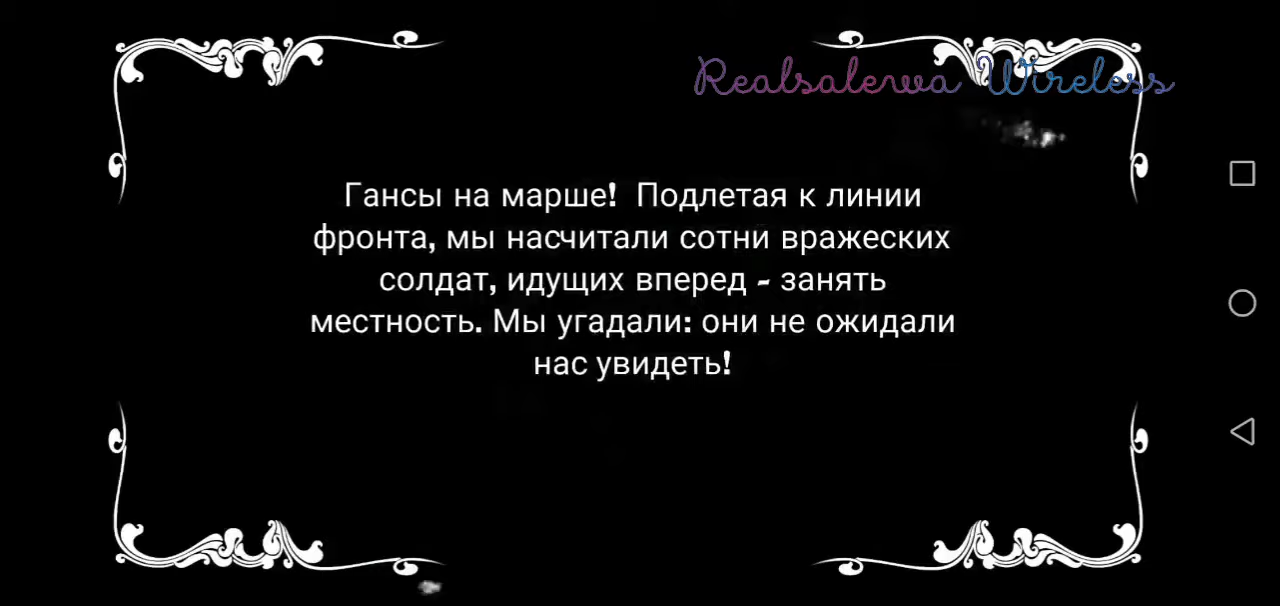 Realsalewa Wireless
Гансы на марше! Подлетая к линии
фронта, мы насчитали сотни вражеских
солдат, идущих вперед - занять
местность. Мы угадали: они не ожидали
нас увидеть!